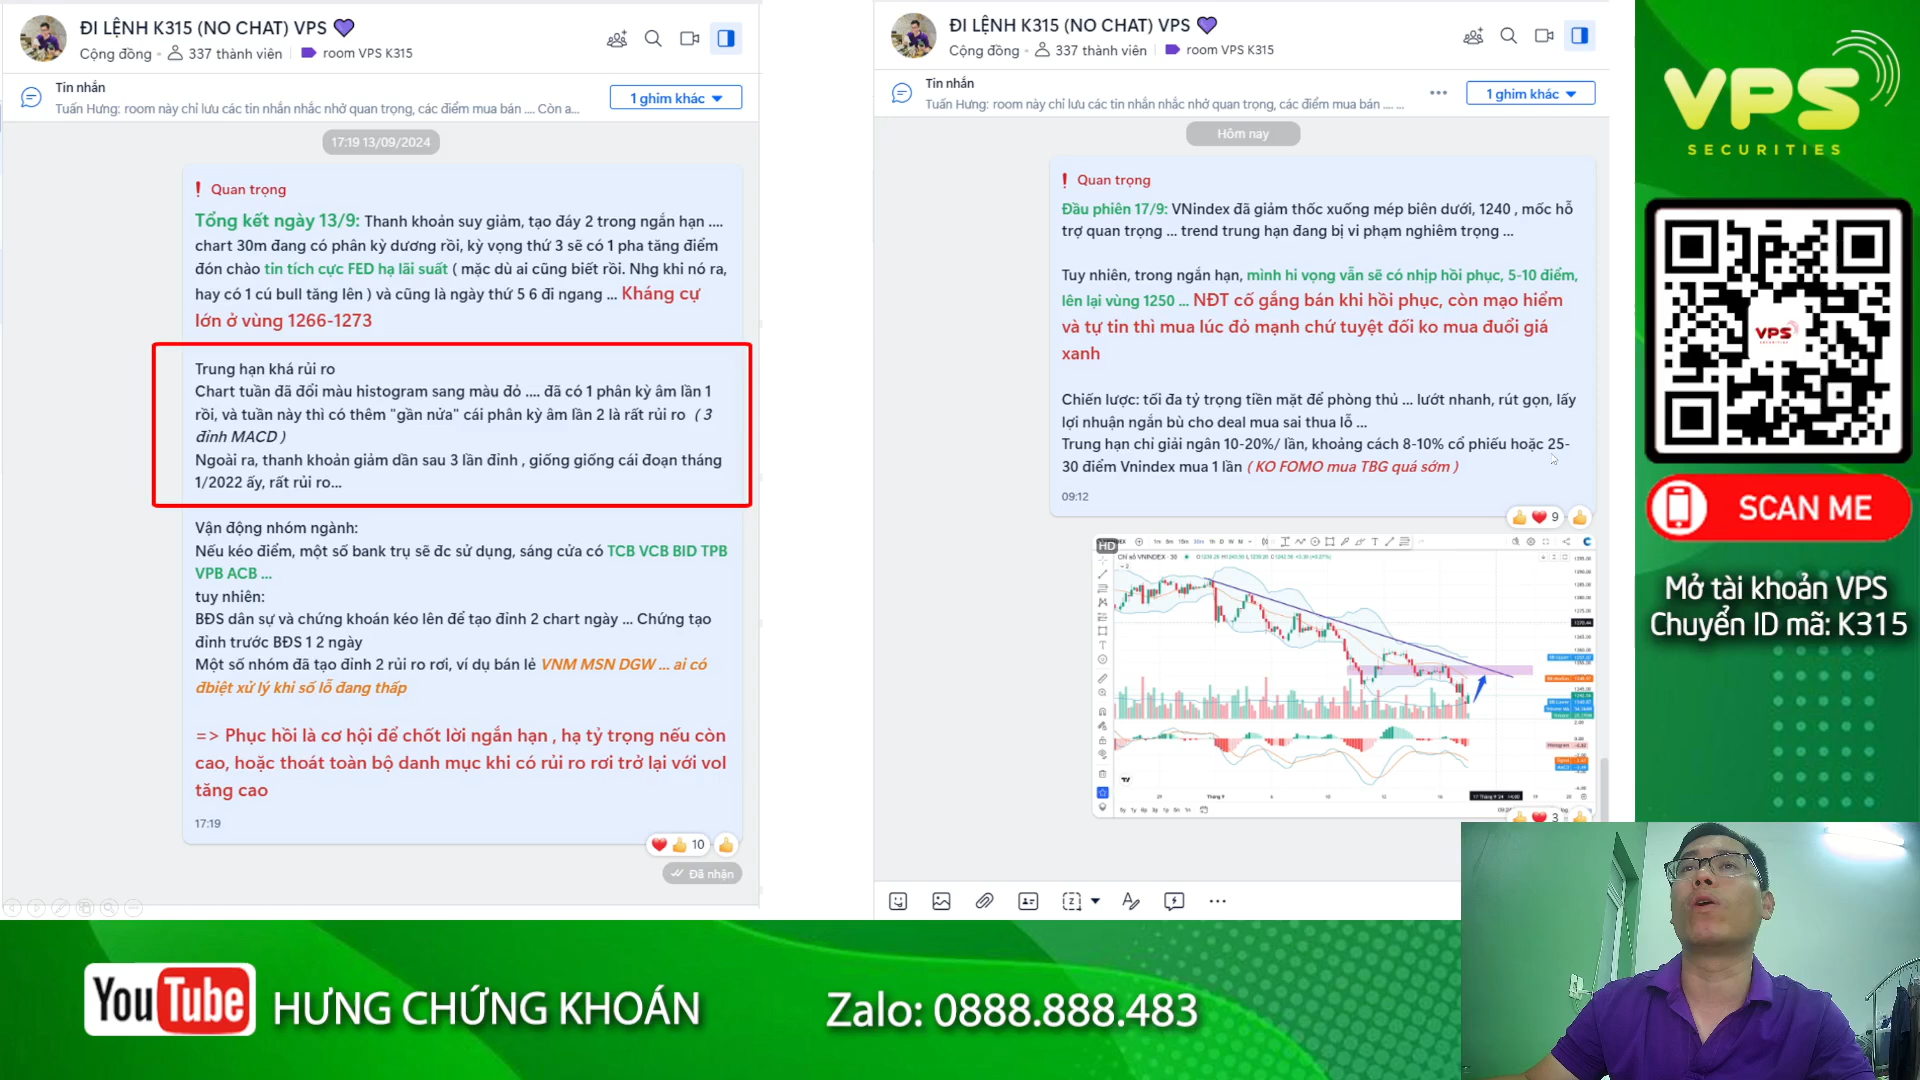 ĐI LỆNH K315 (NO CHAT) VPS 💜
Cộng đồng • 337 thành viên | room VPS K315
Tin nhắn
Tuấn Hưng: room này chỉ lưu các tin nhắn nhắc nhở quan trọng, các điểm mua bán .... Còn a...
1 ghim khác
17:19 13/09/2024
❗ Quan trọng
Tổng kết ngày 13/9: Thanh khoản suy giảm, tạo đáy 2 trong ngắn hạn ....
chart 30m đang có phân kỳ dương rồi, kỳ vọng thứ 3 sẽ có 1 pha tăng điểm
đón chào tin tích cực FED hạ lãi suất ( mặc dù ai cũng biết rồi. Nhg khi nó ra,
hay có 1 cú bull tăng lên ) và cũng là ngày thứ 5 6 đi ngang ... Kháng cự
lớn ở vùng 1266-1273
Trung hạn khá rủi ro
Chart tuần đã đổi màu histogram sang màu đỏ .... đã có 1 phân kỳ âm lần 1
rồi, và tuần này thì có thêm "gần nửa" cái phân kỳ âm lần 2 là rất rủi ro ( 3
đỉnh MACD )
Ngoài ra, thanh khoản giảm dần sau 3 lần đỉnh , giống giống cái đoạn tháng
1/2022 ấy, rất rủi ro...
Vận động nhóm ngành:
Nếu kéo điểm, một số bank trụ sẽ đc sử dụng, sáng cửa có TCB VCB BID TPB
VPB ACB ...
tuy nhiên:
BĐS dân sự và chứng khoán kéo lên để tạo đỉnh 2 chart ngày ... Chứng tạo
đỉnh trước BĐS 1 2 ngày
Một số nhóm đã tạo đỉnh 2 rủi ro rơi, ví dụ bán lẻ VNM MSN DGW ... ai có
đbiệt xử lý khi số lỗ đang thấp
=> Phục hồi là cơ hội để chốt lời ngắn hạn , hạ tỷ trọng nếu còn
cao, hoặc thoát toàn bộ danh mục khi có rủi ro rơi trở lại với vol
tăng cao
17:19
10
Đã nhận
ĐI LỆNH K315 (NO CHAT) VPS 💜
Cộng đồng • 337 thành viên | room VPS K315
Tin nhắn
Tuấn Hưng: room này chỉ lưu các tin nhắn nhắc nhở quan trọng, các điểm mua bán .... ...
1 ghim khác
Hôm nay
❗ Quan trọng
Đầu phiên 17/9: VNindex đã giảm thốc xuống mép biên dưới, 1240 , mốc hỗ
trợ quan trọng ... trend trung hạn đang bị vi phạm nghiêm trọng ...
Tuy nhiên, trong ngắn hạn, mình hi vọng vẫn sẽ có nhịp hồi phục, 5-10 điểm,
lên lại vùng 1250 ... NĐT cố gắng bán khi hồi phục, còn mạo hiểm
và tự tin thì mua lúc đỏ mạnh chứ tuyệt đối ko mua đuổi giá
xanh
Chiến lược: tối đa tỷ trọng tiền mặt để phòng thủ ... lướt nhanh, rút gọn, lấy
lợi nhuận ngắn bù cho deal mua sai thua lỗ ...
Trung hạn chỉ giải ngân 10-20%/ lần, khoảng cách 8-10% cổ phiếu hoặc 25-
30 điểm Vnindex mua 1 lần ( KO FOMO mua TBG quá sớm )
09:12
9
HD
Chỉ số VNINDEX · 30
Tháng 9
3
VPS
SECURITIES
VPS
SCAN ME
Mở tài khoản VPS
Chuyển ID mã: K315
YouTube HƯNG CHỨNG KHOÁN
Zalo: 0888.888.483